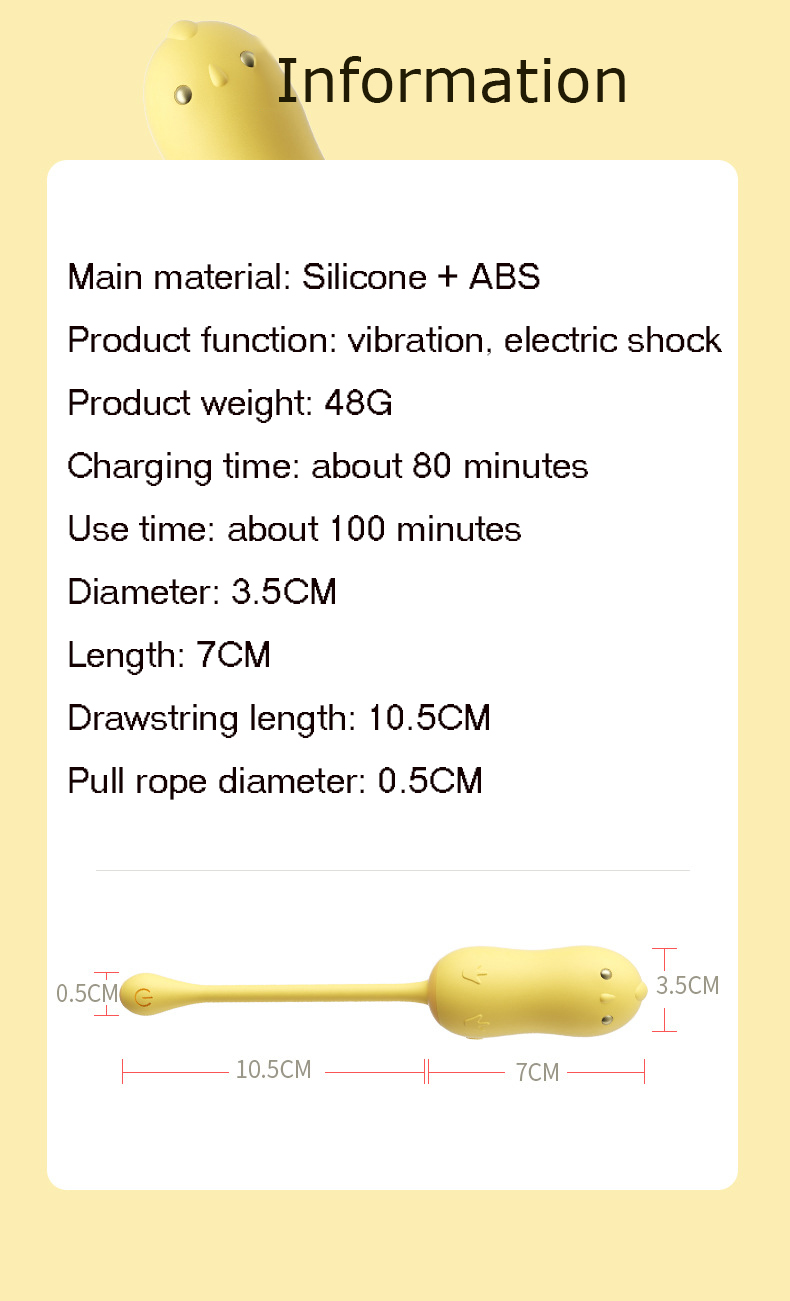 Information
Main material: Silicone + ABS
Product function: vibration, electric shock
Product weight: 48G
Charging time: about 80 minutes
Use time: about 100 minutes
Diameter: 3.5CM
Length: 7CM
Drawstring length: 10.5CM
Pull rope diameter: 0.5CM
0.5CM
3.5CM
10.5CM
7CM